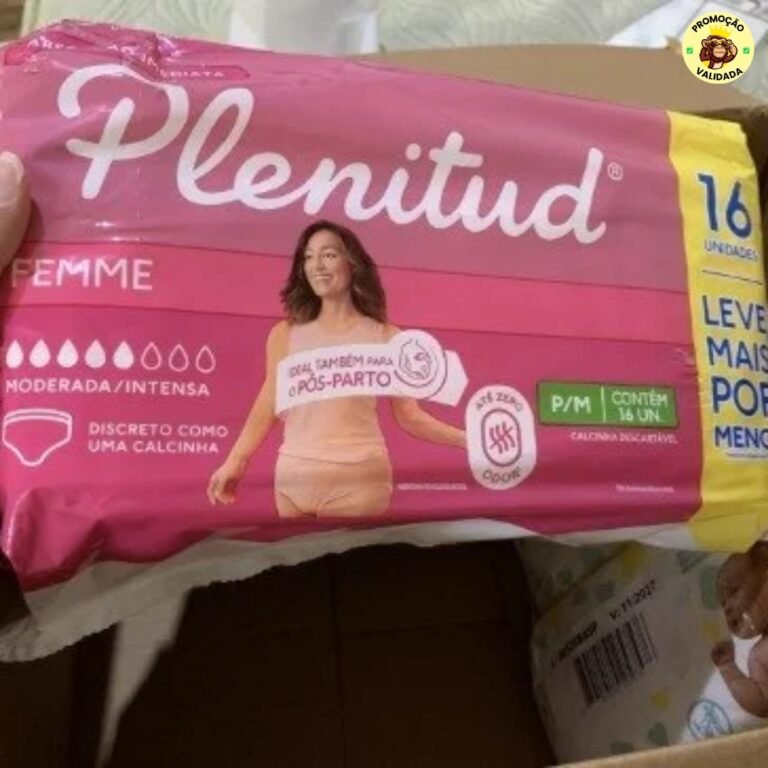 PROMOÇÃO
VALIDADA
IMEDIATA
Plenitud®
FEMME
MODERADA/INTENSA
DISCRETO COMO
UMA CALCINHA
IDEAL TAMBÉM PARA
O PÓS-PARTO
ATÉ ZERO
ODOR
P/M
CONTÉM
16 UN
CALCINHA DESCARTÁVEL
16
UNIDADES
LEVE
MAIS
POR
MENO
V: 11/2027